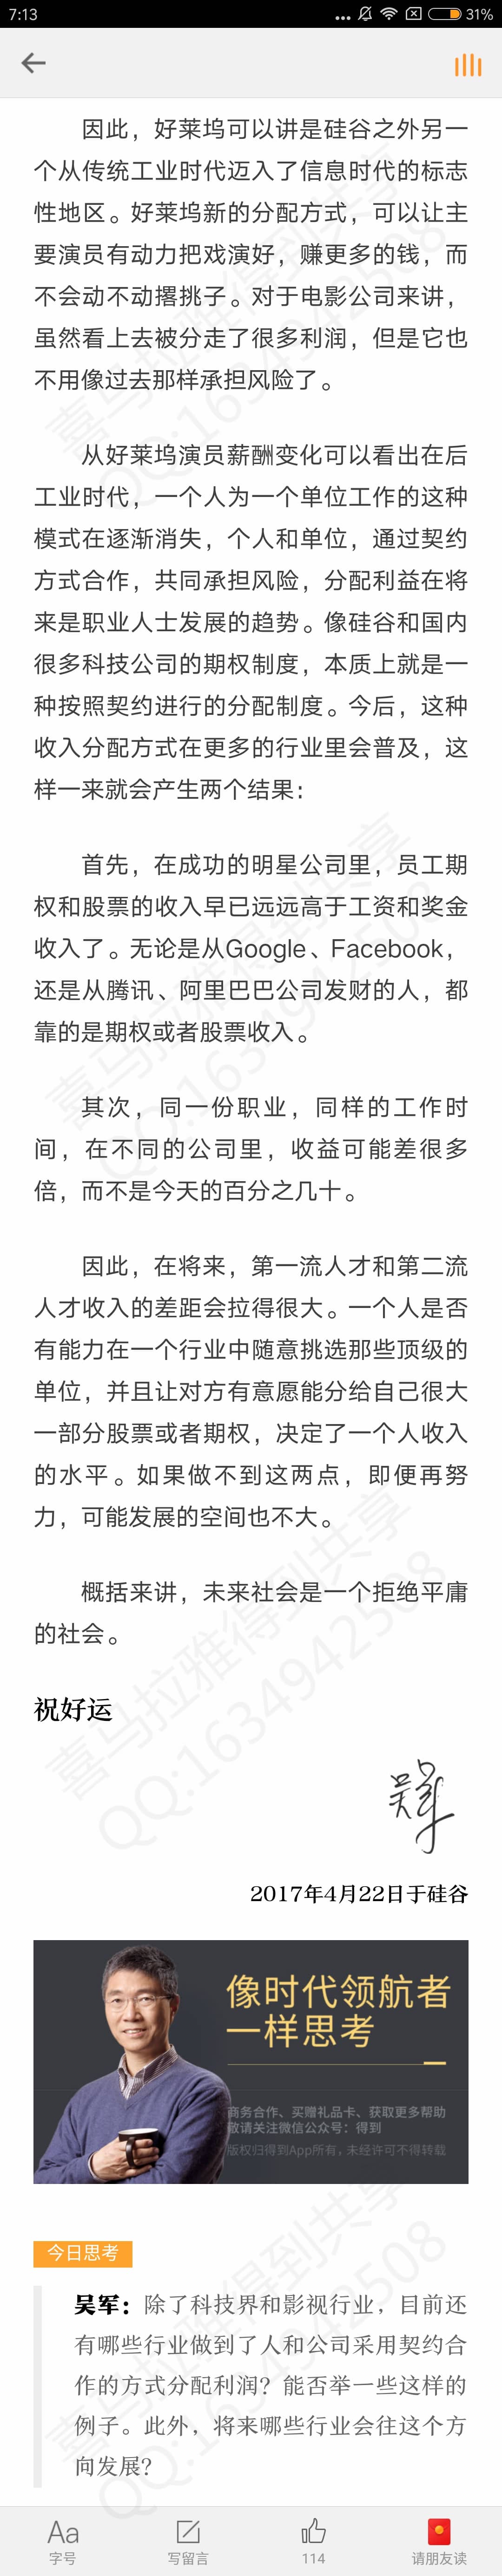 7:13
31%
因此，好莱坞可以讲是硅谷之外另一
个从传统工业时代迈入了信息时代的标志
性地区。好莱坞新的分配方式，可以让主
要演员有动力把戏演好，赚更多的钱，而
不会动不动撂挑子。对于电影公司来讲，
虽然看上去被分走了很多利润，但是它也
不用像过去那样承担风险了。
从好莱坞演员薪酬变化可以看出在后
工业时代，一个人为一个单位工作的这种
模式在逐渐消失，个人和单位，通过契约
方式合作，共同承担风险，分配利益在将
来是职业人士发展的趋势。像硅谷和国内
很多科技公司的期权制度，本质上就是一
种按照契约进行的分配制度。今后，这种
收入分配方式在更多的行业里会普及，这
样一来就会产生两个结果：
首先，在成功的明星公司里，员工期
权和股票的收入早已远远高于工资和奖金
收入了。无论是从Google、Facebook，
还是从腾讯、阿里巴巴公司发财的人，都
靠的是期权或者股票收入。
其次，同一份职业，同样的工作时
间，在不同的公司里，收益可能差很多
倍，而不是今天的百分之几十。
因此，在将来，第一流人才和第二流
人才收入的差距会拉得很大。一个人是否
有能力在一个行业中随意挑选那些顶级的
单位，并且让对方有意愿能分给自己很大
一部分股票或者期权，决定了一个人收入
的水平。如果做不到这两点，即便再努
力，可能发展的空间也不大。
概括来讲，未来社会是一个拒绝平庸
的社会。
祝好运
吴军
2017年4月22日于硅谷
像时代领航者
一样思考
商务合作、买赠礼品卡、获取更多帮助
敬请关注微信公众号：得到
版权归得到App所有，未经许可不得转载
今日思考
吴军：除了科技界和影视行业，目前还
有哪些行业做到了人和公司采用契约合
作的方式分配利润？能否举一些这样的
例子。此外，将来哪些行业会往这个方
向发展？
Aa
字号
写留言
114
请朋友读
喜马拉雅得到共享
QQ:1634942508
喜马拉雅得到共享
QQ:1634942508
喜马拉雅得到共享
QQ:1634942508
喜马拉雅得到共享
QQ:1634942508